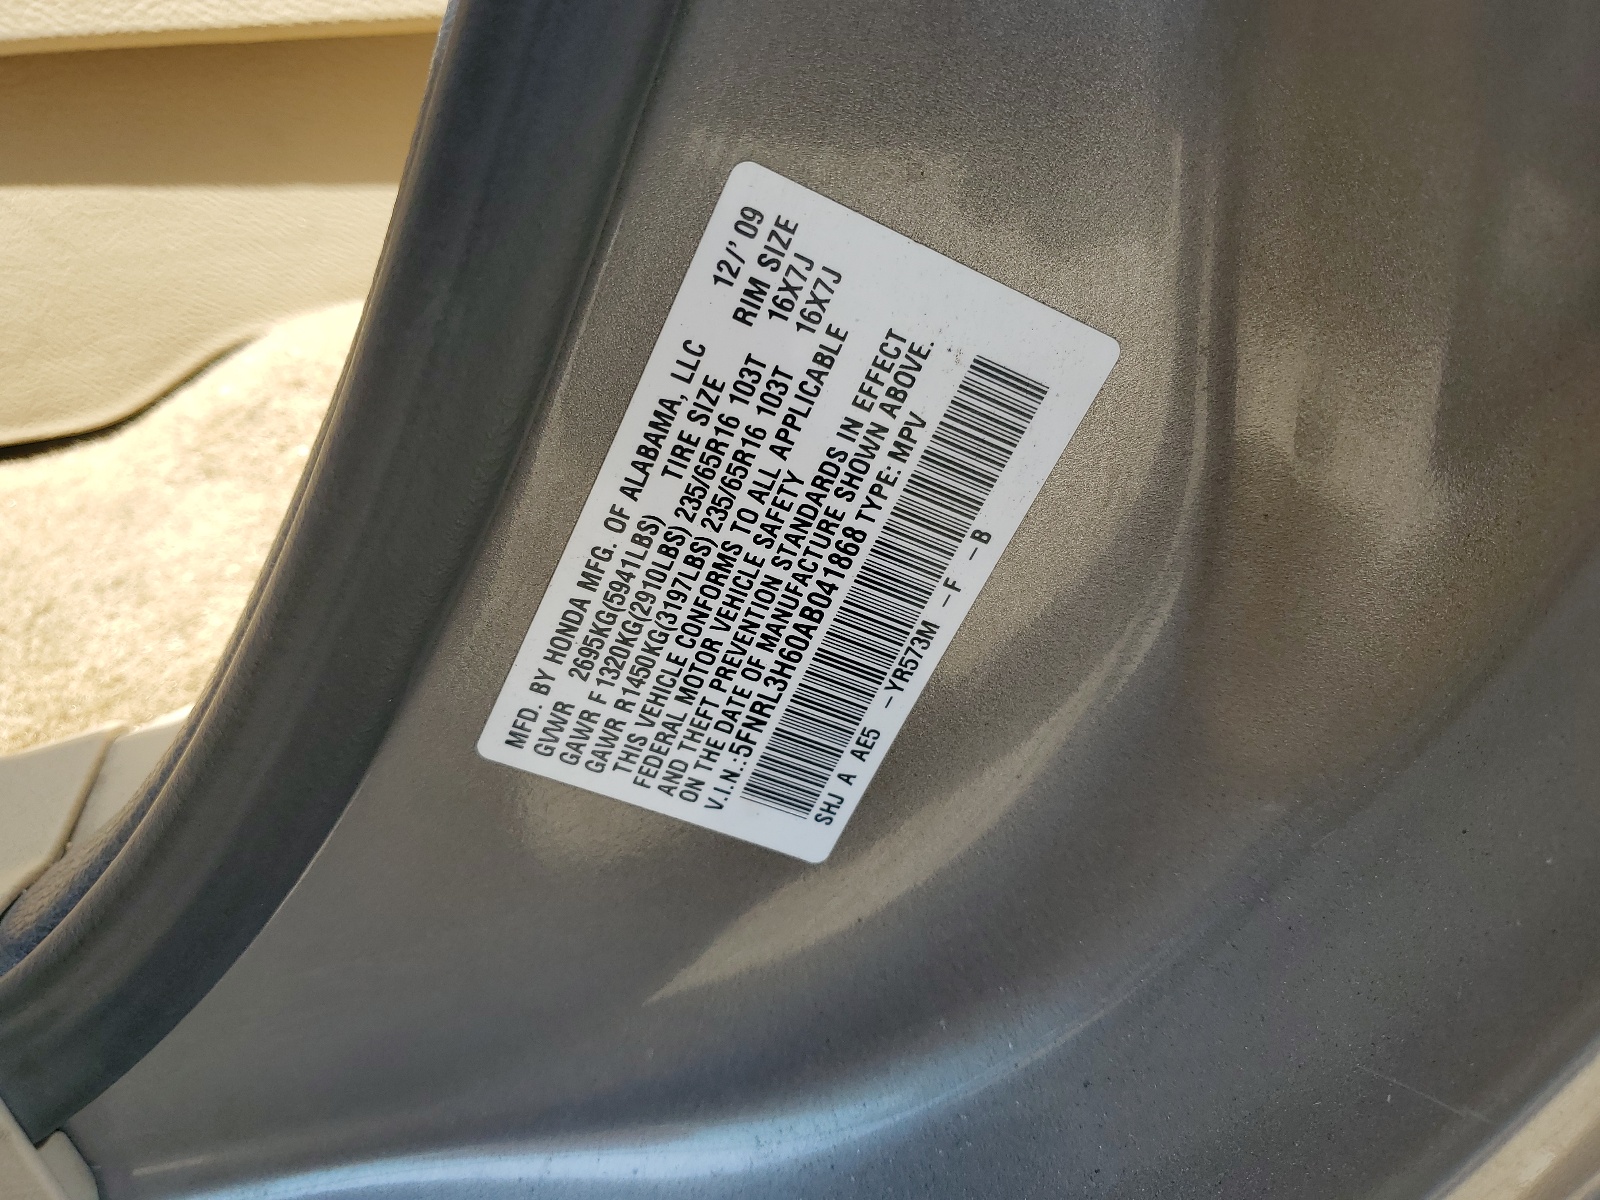 MFD. BY HONDA MFG. OF ALABAMA, LLC 12/' 09
GVWR 2695KG(5941LBS) TIRE SIZE RIM SIZE
GAWR F 1320KG(2910LBS) 235/65R16 103T 16X7J
GAWR R 1450KG(3197LBS) 235/65R16 103T 16X7J
THIS VEHICLE CONFORMS TO ALL APPLICABLE
FEDERAL MOTOR VEHICLE SAFETY
AND THEFT PREVENTION STANDARDS IN EFFECT
ON THE DATE OF MANUFACTURE SHOWN ABOVE.
V.I.N.:5FNRL3H60AB041868 TYPE: MPV
SHJ A AE5 -YR573M -F -B